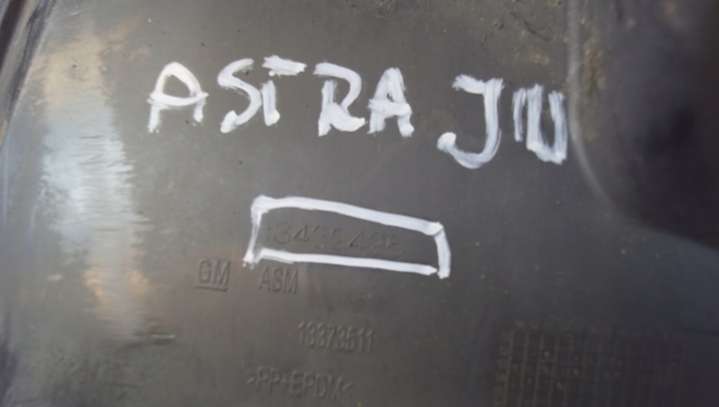 ASTRA JIV
GM ASM
13373511
>PP+EPDM<